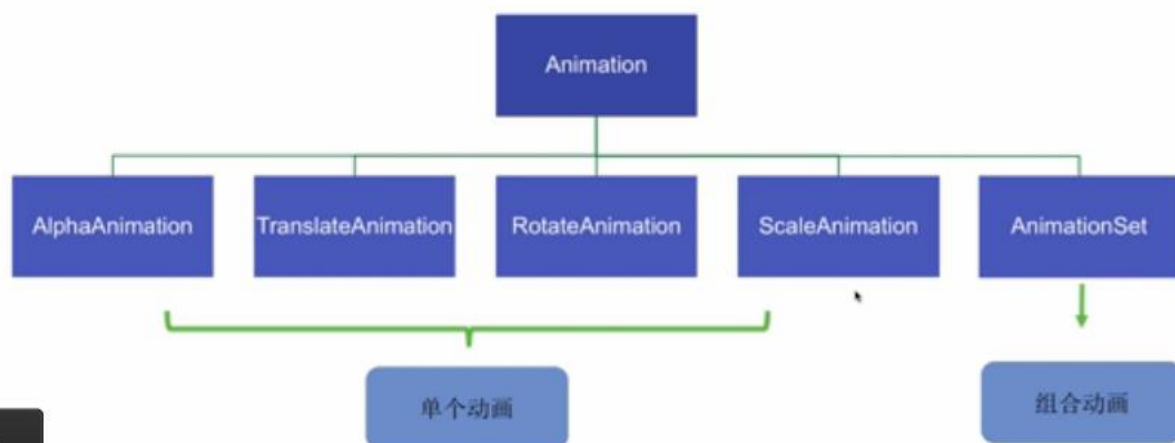 Animation
AlphaAnimation
TranslateAnimation
RotateAnimation
ScaleAnimation
AnimationSet
单个动画
组合动画